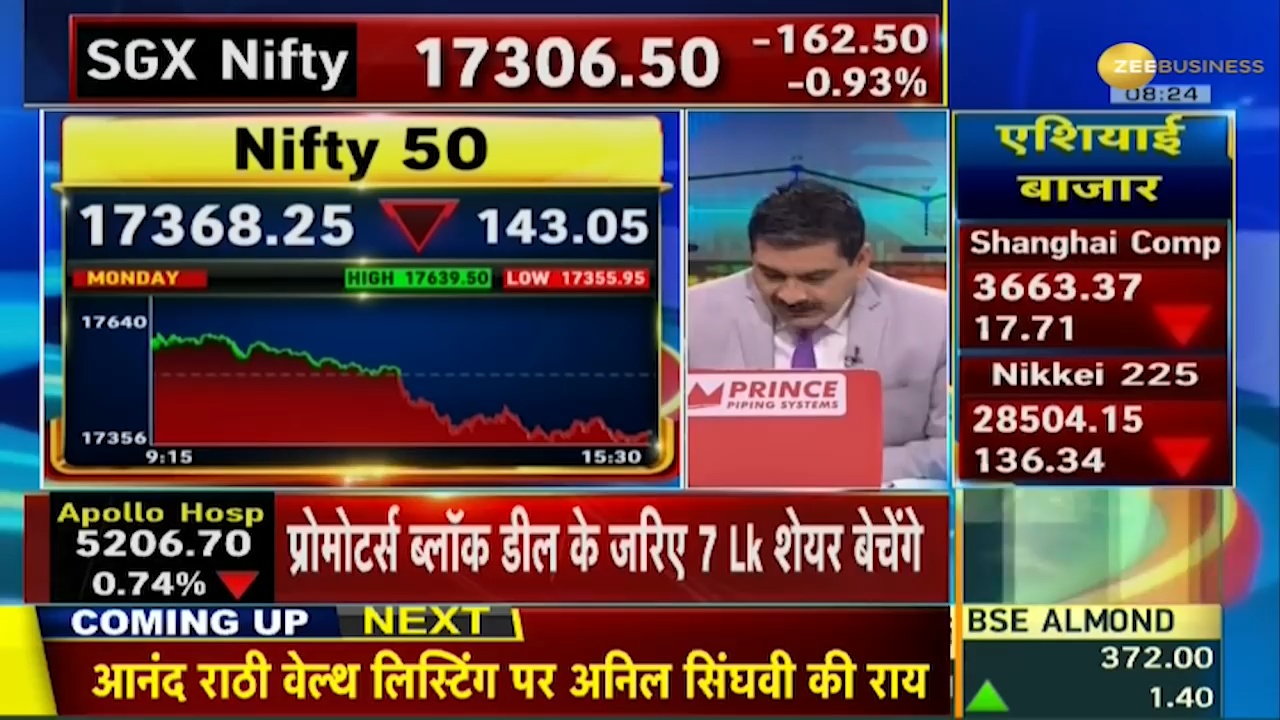 SGX Nifty 17306.50 -162.50
-0.93%
ZEEBUSINESS
08:24
Nifty 50
17368.25 143.05
MONDAY HIGH 17639.50 LOW 17355.95
17640
17356
9:15 15:30
PRINCE
PIPING SYSTEMS
एशियाई
बाजार
Shanghai Comp
3663.37
17.71
Nikkei 225
28504.15
136.34
Apollo Hosp
5206.70
0.74%
प्रोमोटर्स ब्लॉक डील के जरिए 7 Lk शेयर बेचेंगे
COMING UP NEXT
आनंद राठी वेल्थ लिस्टिंग पर अनिल सिंघवी की राय
BSE ALMOND
372.00
1.40